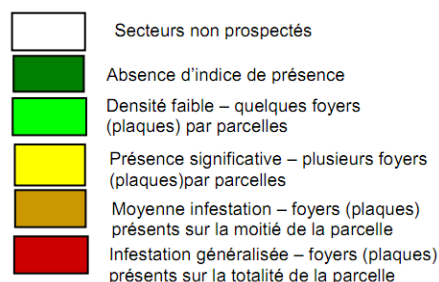 Secteurs non prospectés
Absence d'indice de présence
Densité faible – quelques foyers
(plaques) par parcelles
Présence significative – plusieurs foyers
(plaques)par parcelles
Moyenne infestation – foyers (plaques)
présents sur la moitié de la parcelle
Infestation généralisée – foyers (plaques)
présents sur la totalité de la parcelle